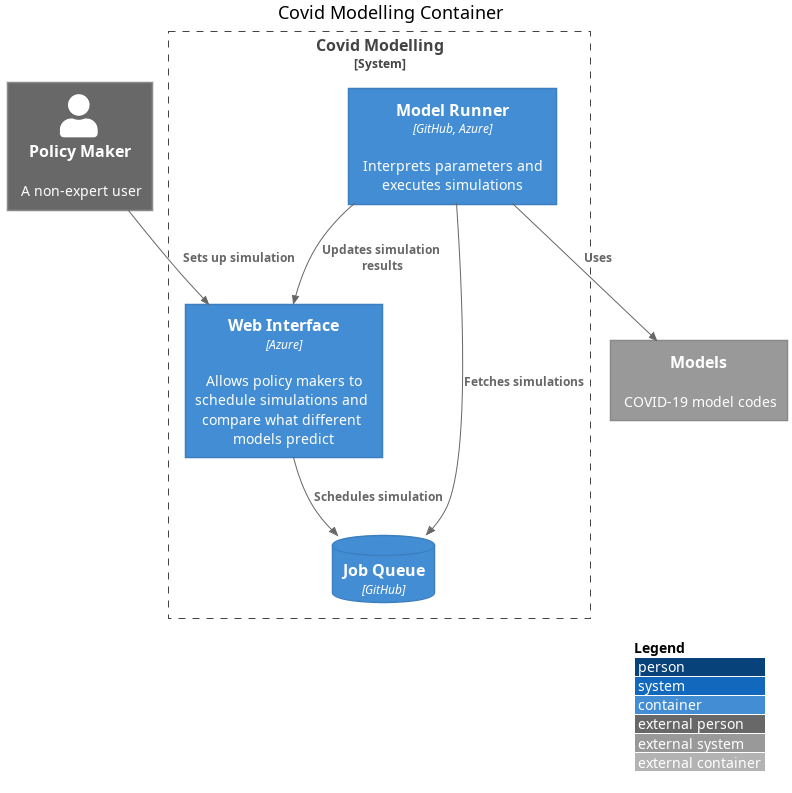 Covid Modelling Container
Covid Modelling
[System]
Policy Maker
A non-expert user
Model Runner
[GitHub, Azure]
Interprets parameters and
executes simulations
Sets up simulation
Updates simulation
results
Uses
Web Interface
[Azure]
Allows policy makers to
schedule simulations and
compare what different
models predict
Fetches simulations
Models
COVID-19 model codes
Schedules simulation
Job Queue
[GitHub]
Legend
person
system
container
external person
external system
external container